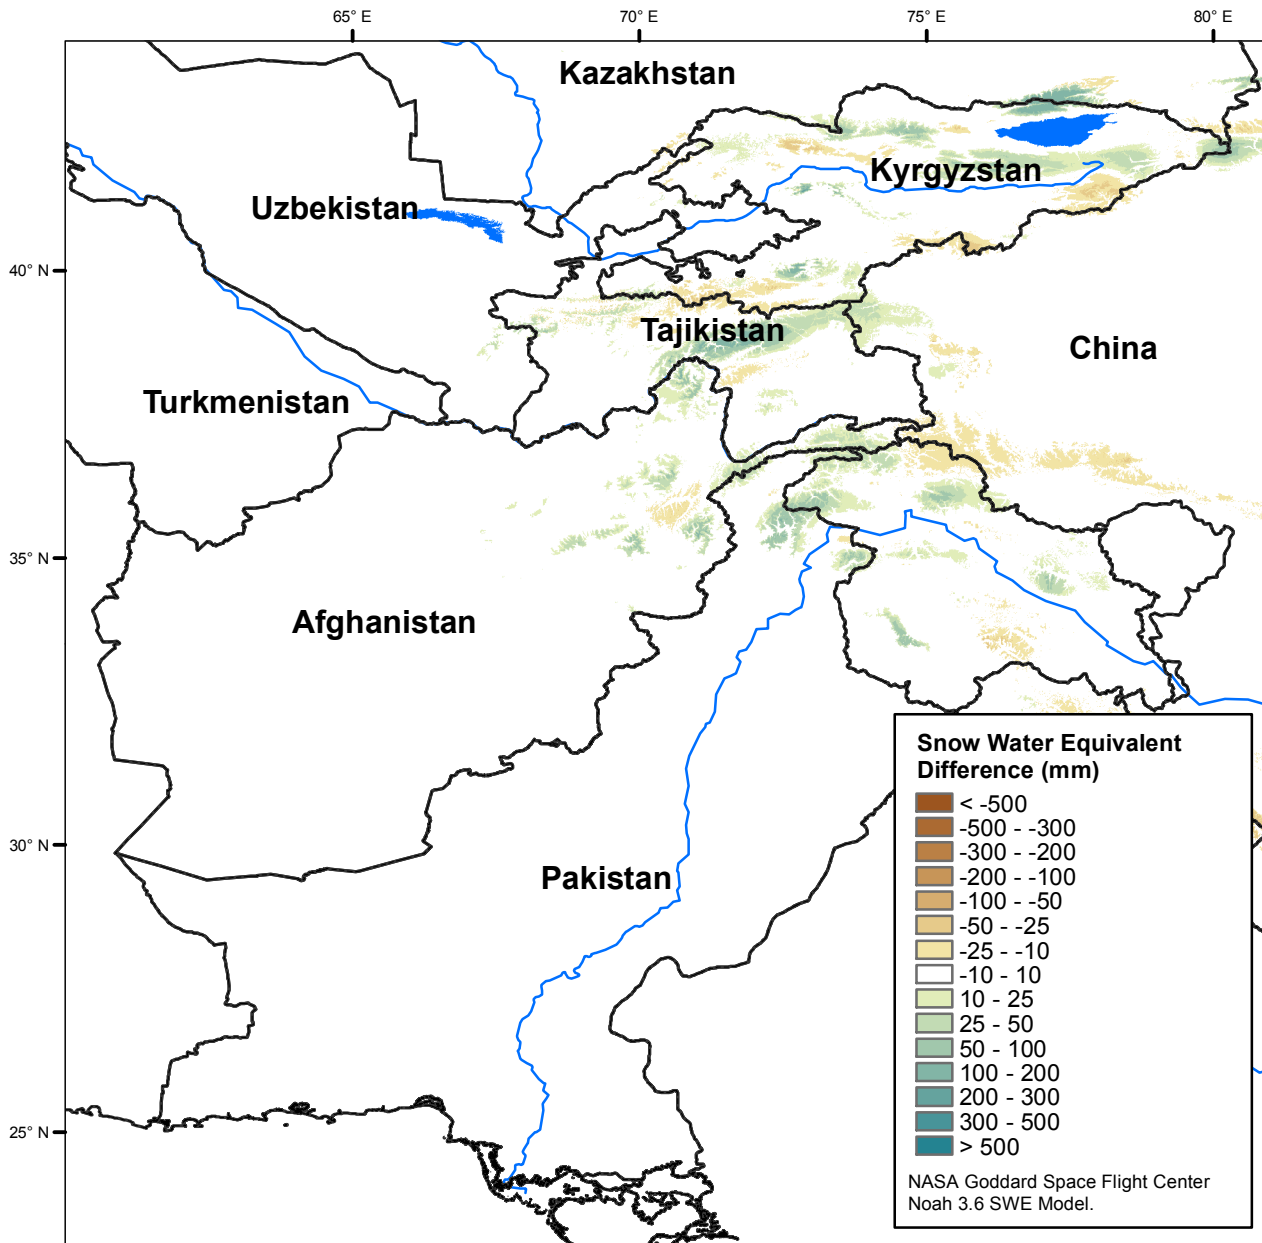 65° E
70° E
75° E
80° E
Kazakhstan
Kyrgyzstan
Uzbekistan
40° N
Tajikistan
China
Turkmenistan
35° N
Afghanistan
Snow Water Equivalent
Difference (mm)
< -500
-500 - -300
-300 - -200
-200 - -100
-100 - -50
-50 - -25
-25 - -10
-10 - 10
10 - 25
25 - 50
50 - 100
100 - 200
200 - 300
300 - 500
> 500
NASA Goddard Space Flight Center
Noah 3.6 SWE Model.
30° N
Pakistan
25° N